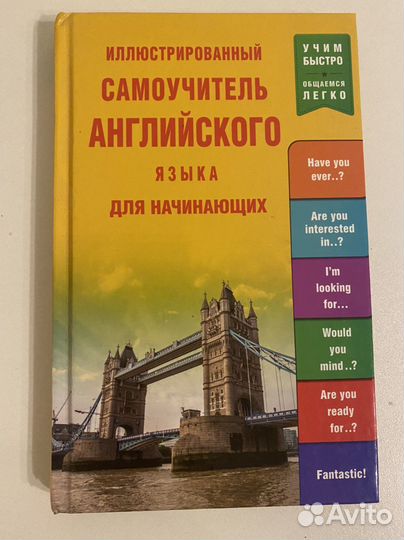 ИЛЛЮСТРИРОВАННЫЙ
САМОУЧИТЕЛЬ
АНГЛИЙСКОГО
ЯЗЫКА
ДЛЯ НАЧИНАЮЩИХ
УЧИМ
БЫСТРО
ОБЩАЕМСЯ
ЛЕГКО
Have you
ever..?
Are you
interested
in..?
I'm
looking
for...
Would
you
mind..?
Are you
ready
for..?
Fantastic!
Avito